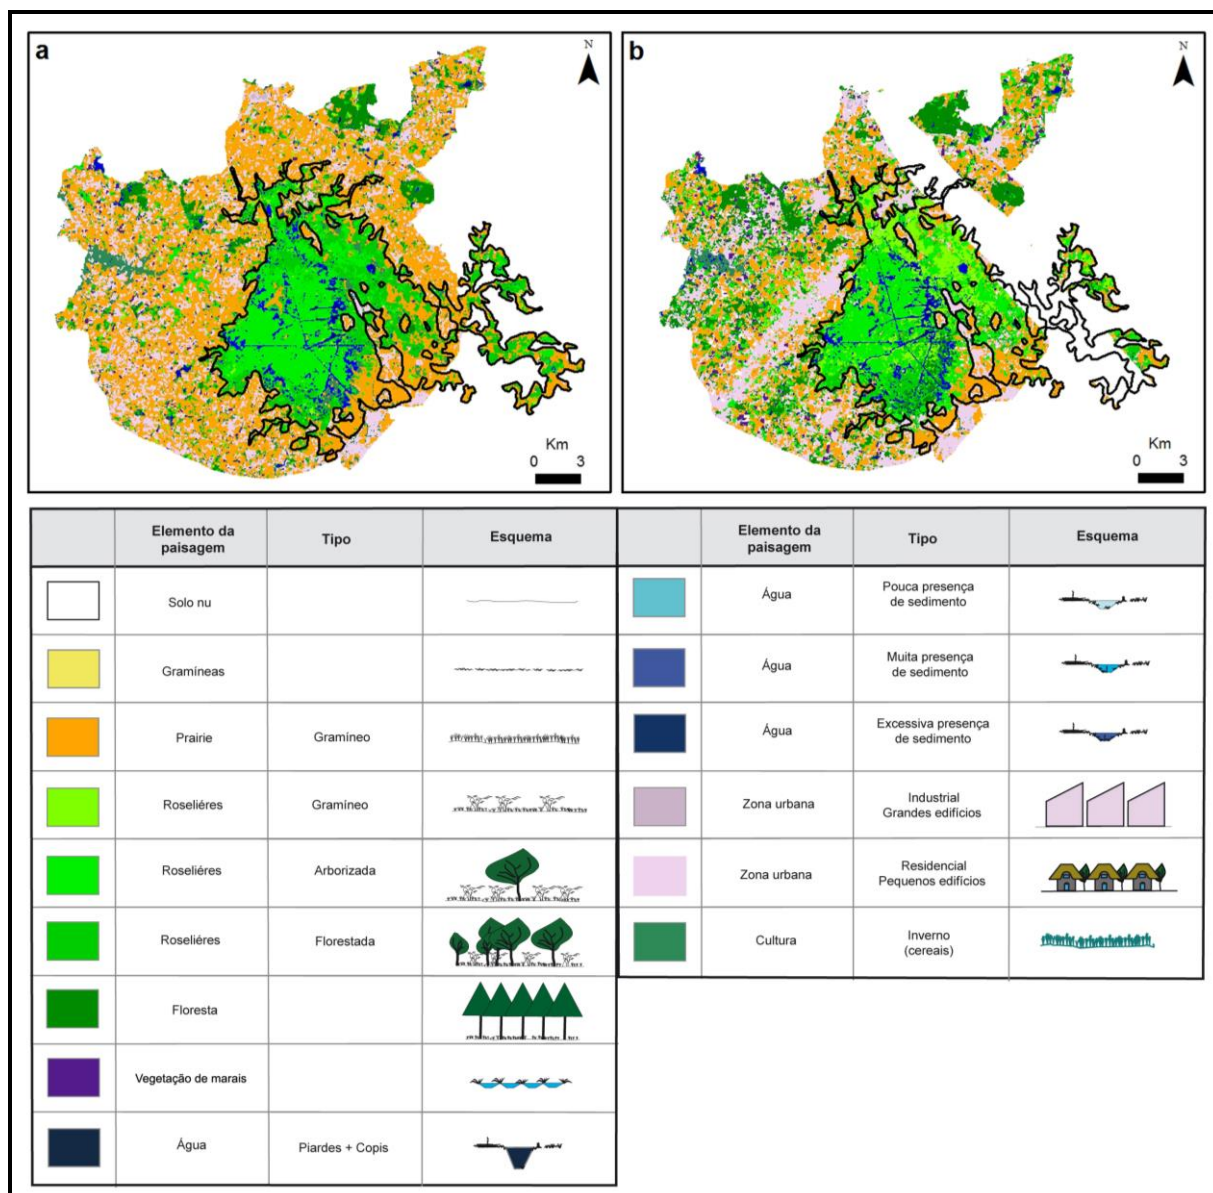 a
N
Km
0 3
b
N
Km
0 3
Elemento da
paisagem
Tipo
Esquema
Solo nu
Gramíneas
Prairie
Gramíneo
Roseliéres
Gramíneo
Roseliéres
Arborizada
Roseliéres
Florestada
Floresta
Vegetação de marais
Água
Piardes + Copis
Elemento da
paisagem
Tipo
Esquema
Água
Pouca presença
de sedimento
Água
Muita presença
de sedimento
Água
Excessiva presença
de sedimento
Zona urbana
Industrial
Grandes edifícios
Zona urbana
Residencial
Pequenos edifícios
Cultura
Inverno
(cereais)